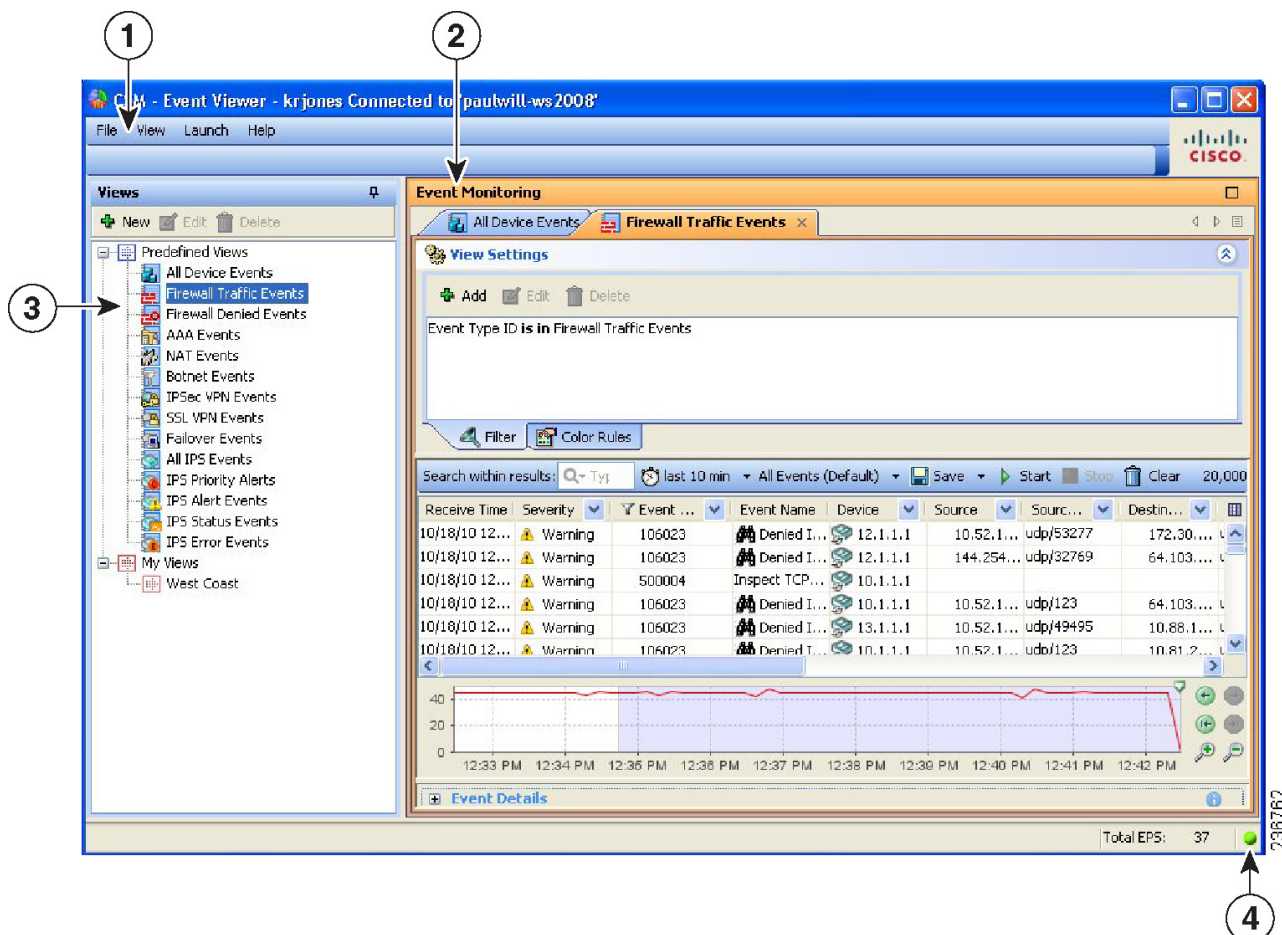 1
2
CSM - Event Viewer - krjones Connected to 'paulwill-ws2008'
File View Launch Help
CISCO
Views
New Edit Delete
Predefined Views
All Device Events
Firewall Traffic Events
Firewall Denied Events
AAA Events
NAT Events
Botnet Events
IPSec VPN Events
SSL VPN Events
Failover Events
All IPS Events
IPS Priority Alerts
IPS Alert Events
IPS Status Events
IPS Error Events
My Views
West Coast
3
Event Monitoring
All Device Events Firewall Traffic Events
View Settings
Add Edit Delete
Event Type ID is in Firewall Traffic Events
Filter Color Rules
Search within results: Typ last 10 min All Events (Default) Save Start Stop Clear 20,000
Receive Time Severity Event ... Event Name Device Source Sourc... Destin...
10/18/10 12... Warning 106023 Denied I... 12.1.1.1 10.52.1... udp/53277 172.30....
10/18/10 12... Warning 106023 Denied I... 12.1.1.1 144.254... udp/32769 64.103....
10/18/10 12... Warning 500004 Inspect TCP... 10.1.1.1
10/18/10 12... Warning 106023 Denied I... 10.1.1.1 10.52.1... udp/123 64.103....
10/18/10 12... Warning 106023 Denied I... 13.1.1.1 10.52.1... udp/49495 10.88.1...
10/18/10 12... Warning 106023 Denied I... 10.1.1.1 10.52.1... udp/123 10.81.2...
40
20
0
12:33 PM 12:34 PM 12:35 PM 12:36 PM 12:37 PM 12:38 PM 12:39 PM 12:40 PM 12:41 PM 12:42 PM
Event Details
Total EPS: 37
236762
4